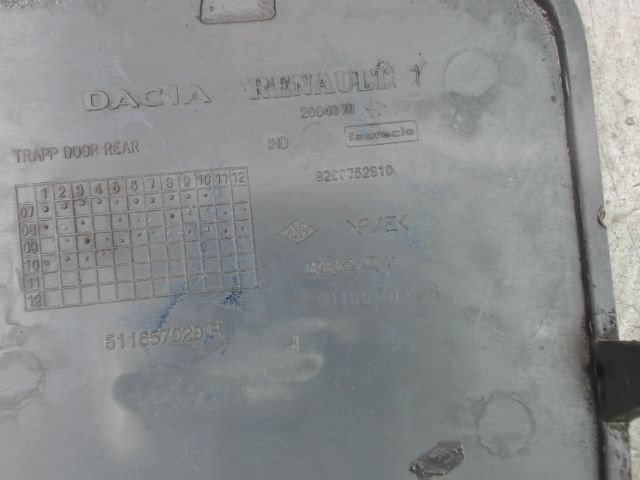 DACIA RENAULT
2004078
TRAPP DOOR REAR
IND
faurecia
8200752810
1 2 3 4 5 6 7 8 9 10 11 12
07
08
09
10
11
12
>P/E<
511657029 R